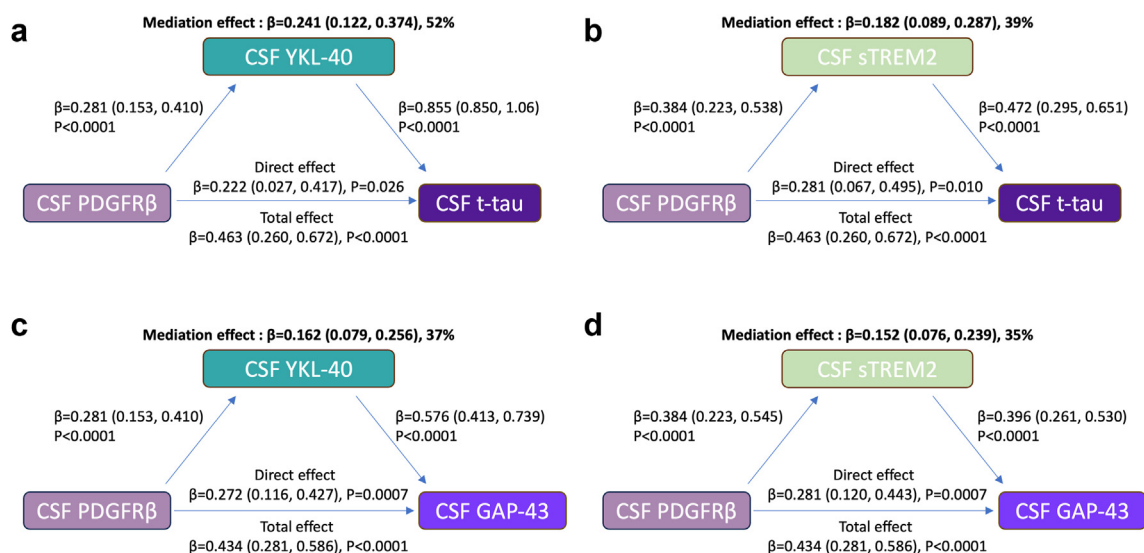 a
Mediation effect : β=0.241 (0.122, 0.374), 52%
CSF YKL-40
β=0.281 (0.153, 0.410)
P<0.0001
β=0.855 (0.850, 1.06)
P<0.0001
CSF PDGFRβ
Direct effect
β=0.222 (0.027, 0.417), P=0.026
Total effect
β=0.463 (0.260, 0.672), P<0.0001
CSF t-tau
b
Mediation effect : β=0.182 (0.089, 0.287), 39%
CSF sTREM2
β=0.384 (0.223, 0.538)
P<0.0001
β=0.472 (0.295, 0.651)
P<0.0001
CSF PDGFRβ
Direct effect
β=0.281 (0.067, 0.495), P=0.010
Total effect
β=0.463 (0.260, 0.672), P<0.0001
CSF t-tau
c
Mediation effect : β=0.162 (0.079, 0.256), 37%
CSF YKL-40
β=0.281 (0.153, 0.410)
P<0.0001
β=0.576 (0.413, 0.739)
P<0.0001
CSF PDGFRβ
Direct effect
β=0.272 (0.116, 0.427), P=0.0007
Total effect
β=0.434 (0.281, 0.586), P<0.0001
CSF GAP-43
d
Mediation effect : β=0.152 (0.076, 0.239), 35%
CSF sTREM2
β=0.384 (0.223, 0.545)
P<0.0001
β=0.396 (0.261, 0.530)
P<0.0001
CSF PDGFRβ
Direct effect
β=0.281 (0.120, 0.443), P=0.0007
Total effect
β=0.434 (0.281, 0.586), P<0.0001
CSF GAP-43